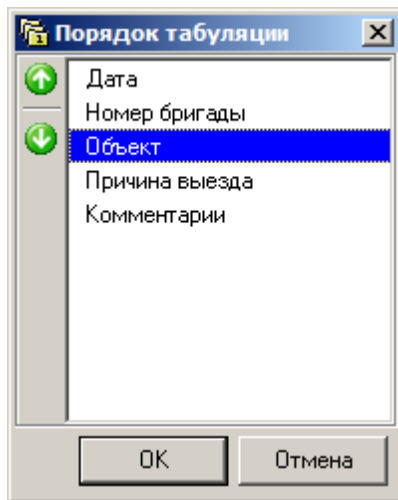 Порядок табуляции
Дата
Номер бригады
Объект
Причина выезда
Комментарии
OK
Отмена